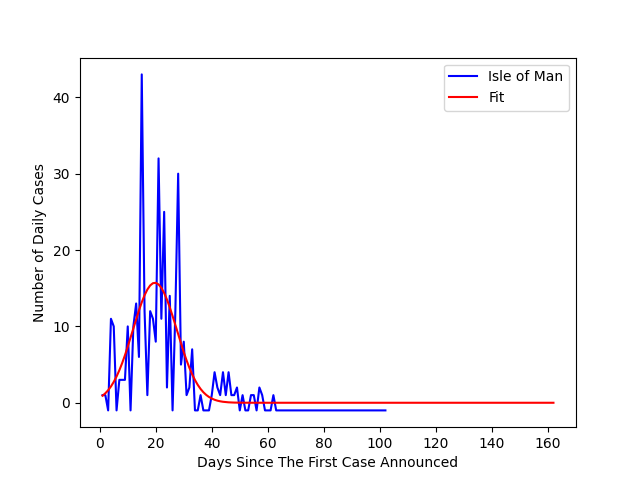 Isle of Man
Fit
40
30
20
10
0
Number of Daily Cases
0 20 40 60 80 100 120 140 160
Days Since The First Case Announced